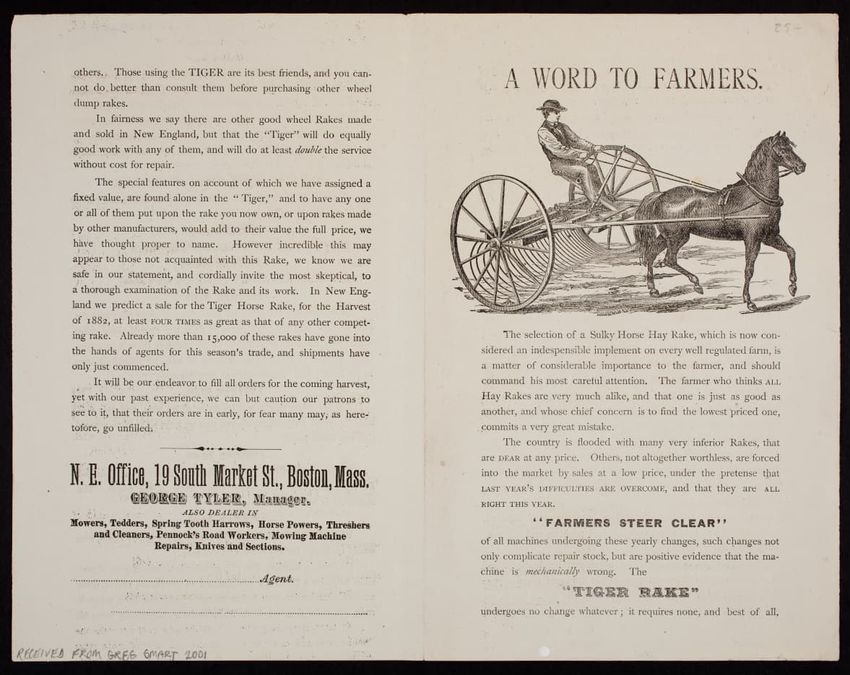 others. Those using the TIGER are its best friends, and you can-
not do better than consult them before purchasing other wheel
dump rakes.
In fairness we say there are other good wheel Rakes made
and sold in New England, but that the "Tiger" will do equally
good work with any of them, and will do at least double the service
without cost for repair.
The special features on account of which we have assigned a
fixed value, are found alone in the " Tiger," and to have any one
or all of them put upon the rake you now own, or upon rakes made
by other manufacturers, would add to their value the full price, we
have thought proper to name. However incredible this may
appear to those not acquainted with this Rake, we know we are
safe in our statement, and cordially invite the most skeptical, to
a thorough examination of the Rake and its work. In New Eng-
land we predict a sale for the Tiger Horse Rake, for the Harvest
of 1882, at least FOUR TIMES as great as that of any other compet-
ing rake. Already more than 15,000 of these rakes have gone into
the hands of agents for this season's trade, and shipments have
only just commenced.
It will be our endeavor to fill all orders for the coming harvest,
yet with our past experience, we can but caution our patrons to
see to it, that their orders are in early, for fear many may, as here-
tofore, go unfilled.
N. E. Office, 19 South Market St., Boston, Mass.
GEORGE TYLER, Manager.
ALSO DEALER IN
Mowers, Tedders, Spring Tooth Harrows, Horse Powers, Threshers
and Cleaners, Pennock's Road Workers, Mowing Machine
Repairs, Knives and Sections.
Agent.
RECEIVED FROM GREG SMART 2001
25-
A WORD TO FARMERS.
The selection of a Sulky Horse Hay Rake, which is now con-
sidered an indespensible implement on every well regulated farm, is
a matter of considerable importance to the farmer, and should
command his most careful attention. The farmer who thinks ALL
Hay Rakes are very much alike, and that one is just as good as
another, and whose chief concern is to find the lowest priced one,
commits a very great mistake.
The country is flooded with many very inferior Rakes, that
are DEAR at any price. Others, not altogether worthless, are forced
into the market by sales at a low price, under the pretense that
LAST YEAR'S DIFFICULTIES ARE OVERCOME, and that they are ALL
RIGHT THIS YEAR.
"FARMERS STEER CLEAR"
of all machines undergoing these yearly changes, such changes not
only complicate repair stock, but are positive evidence that the ma-
chine is mechanically wrong. The
"TIGER RAKE"
undergoes no change whatever ; it requires none, and best of all,